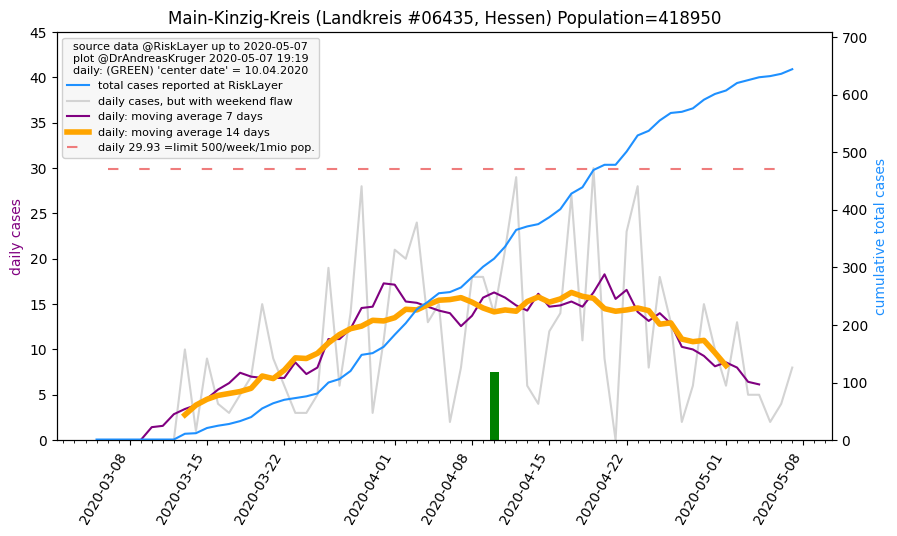 Main-Kinzig-Kreis (Landkreis #06435, Hessen) Population=418950
source data @RiskLayer up to 2020-05-07
plot @DrAndreasKruger 2020-05-07 19:19
daily: (GREEN) 'center date' = 10.04.2020
total cases reported at RiskLayer
daily cases, but with weekend flaw
daily: moving average 7 days
daily: moving average 14 days
daily 29.93 =limit 500/week/1mio pop.
daily cases
45
40
35
30
25
20
15
10
5
0
cumulative total cases
700
600
500
400
300
200
100
0
2020-03-08
2020-03-15
2020-03-22
2020-04-01
2020-04-08
2020-04-15
2020-04-22
2020-05-01
2020-05-08